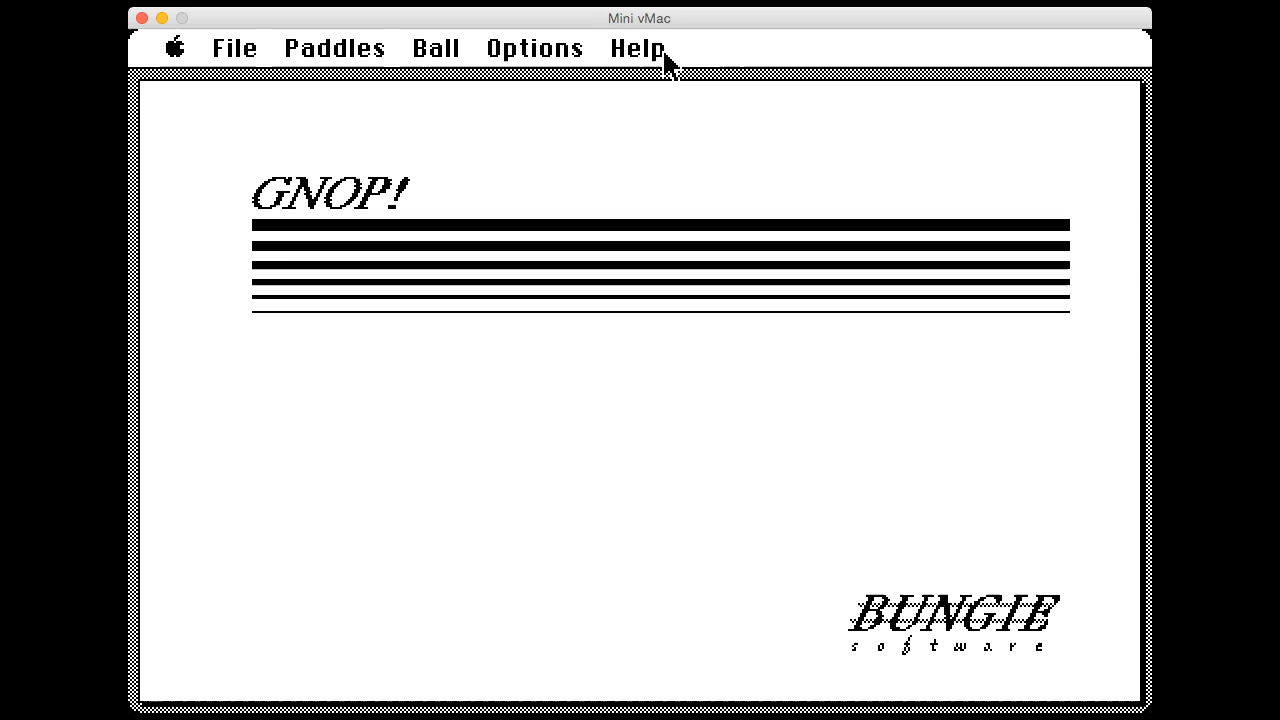 Mini vMac
File Paddles Ball Options Help
GNOP!
BUNGIE
software